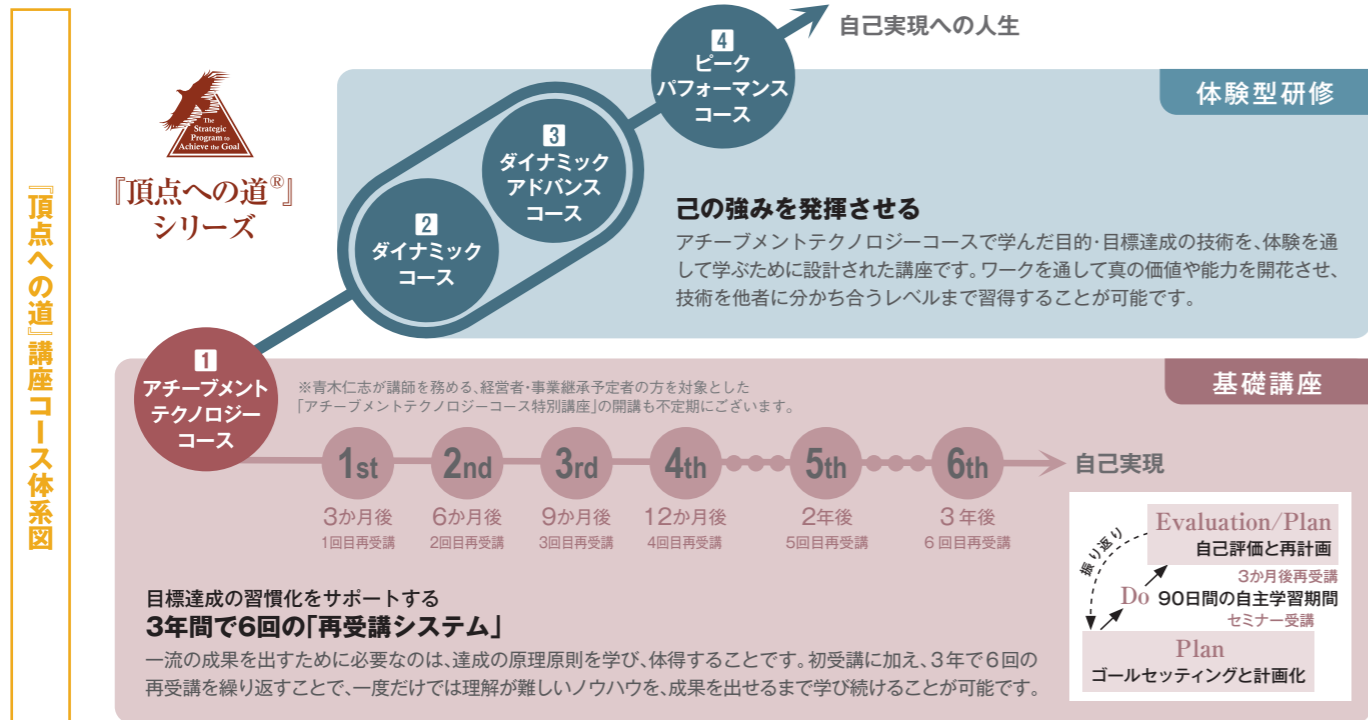 『頂点への道』講座コース体系図
The
Strategic
Program to
Achieve the Goal
『頂点への道®』
シリーズ
4
ピーク
パフォーマンス
コース
自己実現への人生
体験型研修
3
ダイナミック
アドバンス
コース
2
ダイナミック
コース
己の強みを発揮させる
アチーブメントテクノロジーコースで学んだ目的・目標達成の技術を、体験を通
して学ぶために設計された講座です。ワークを通して真の価値や能力を開花させ、
技術を他者に分かち合うレベルまで習得することが可能です。
1
アチーブメント
テクノロジー
コース
基礎講座
※青木仁志が講師を務める、経営者・事業継承予定者の方を対象とした
「アチーブメントテクノロジーコース特別講座」の開講も不定期にございます。
1st 2nd 3rd 4th 5th 6th 自己実現
3か月後 6か月後 9か月後 12か月後 2年後 3年後
1回目再受講 2回目再受講 3回目再受講 4回目再受講 5回目再受講 6回目再受講
目標達成の習慣化をサポートする
3年間で6回の「再受講システム」
一流の成果を出すために必要なのは、達成の原理原則を学び、体得することです。初受講に加え、3年で6回の
再受講を繰り返すことで、一度だけでは理解が難しいノウハウを、成果を出せるまで学び続けることが可能です。
Evaluation/Plan
自己評価と再計画
振り返り
3か月後再受講
Do 90日間の自主学習期間
セミナー受講
Plan
ゴールセッティングと計画化